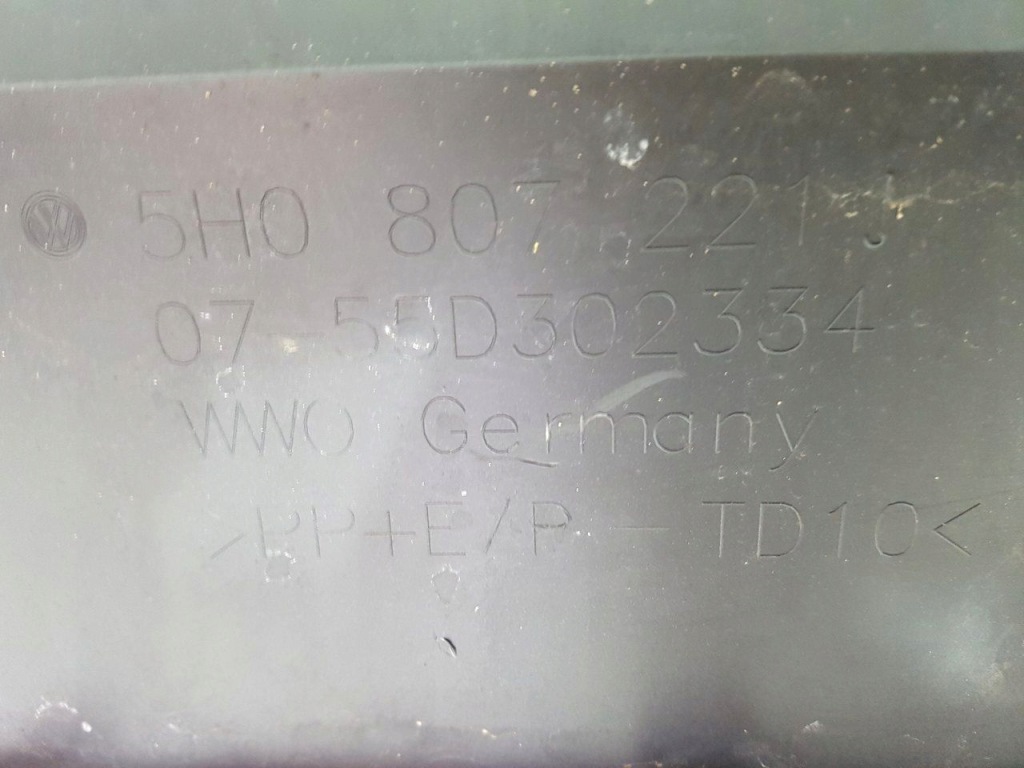 5H0 807 221 J
07-55D302334
WWO Germany
>PP+E/P - TD10<